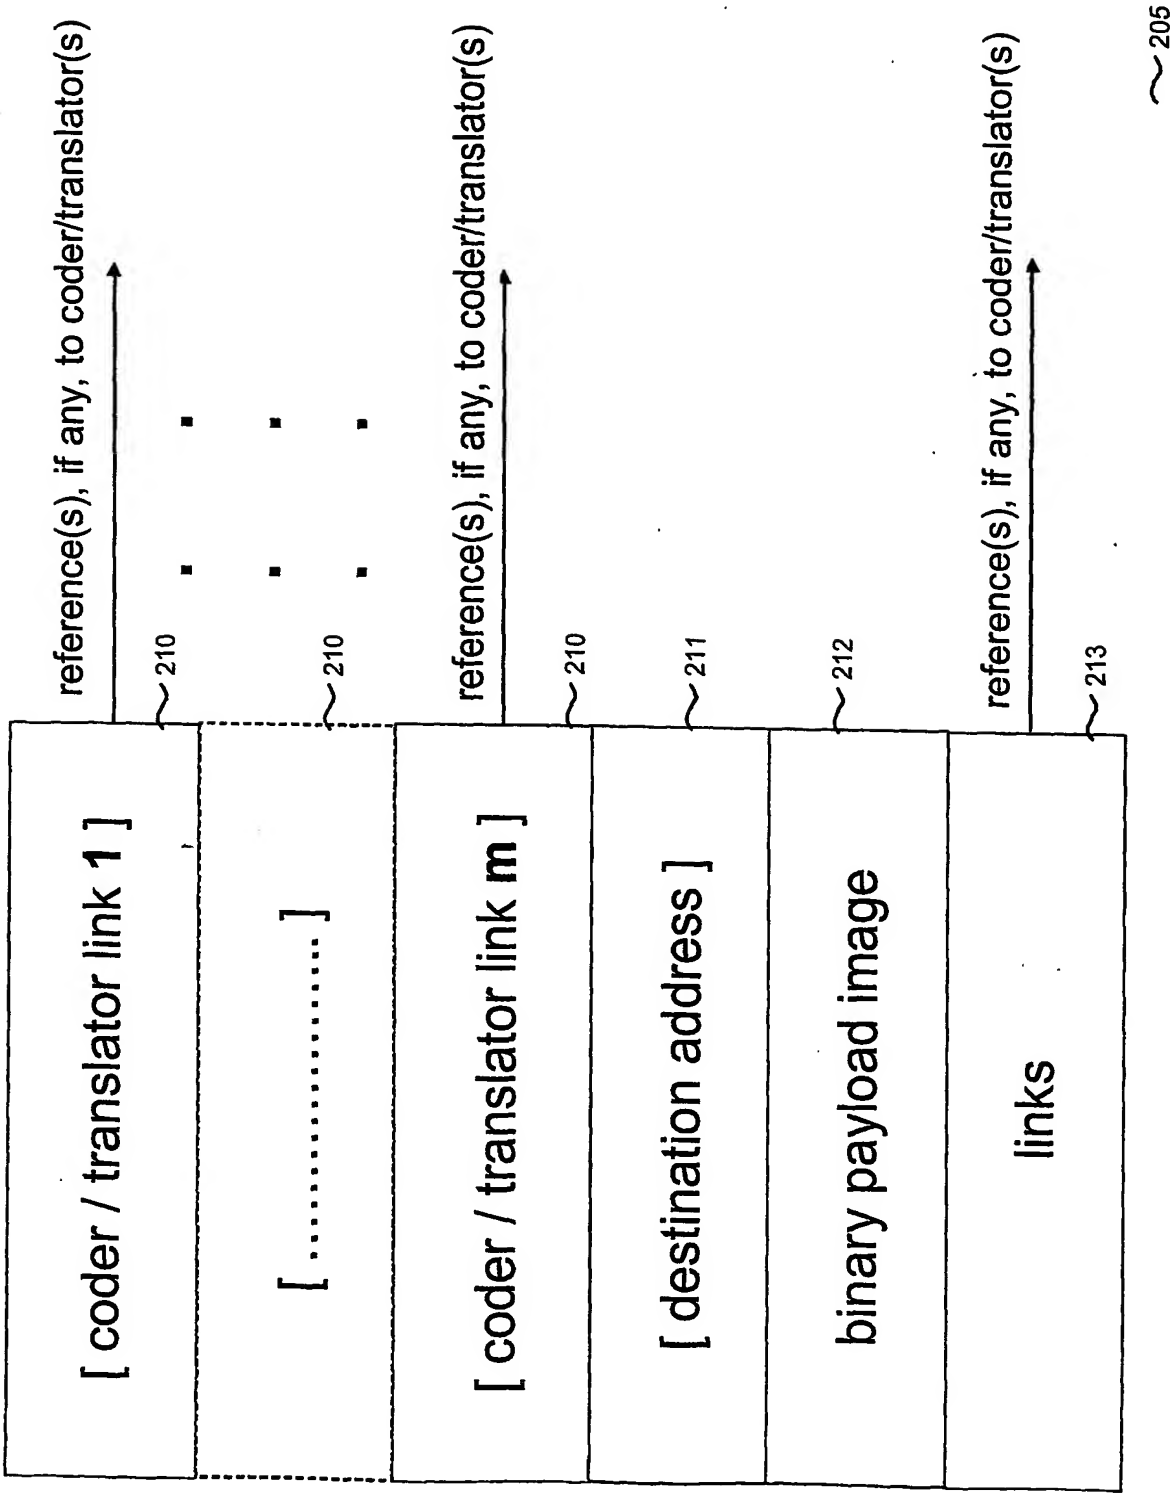 [ coder / translator link 1 ]
210
reference(s), if any, to coder/translator(s)
[ .................... ]
210
[ coder / translator link m ]
210
reference(s), if any, to coder/translator(s)
[ destination address ]
211
binary payload image
212
links
213
reference(s), if any, to coder/translator(s)
205